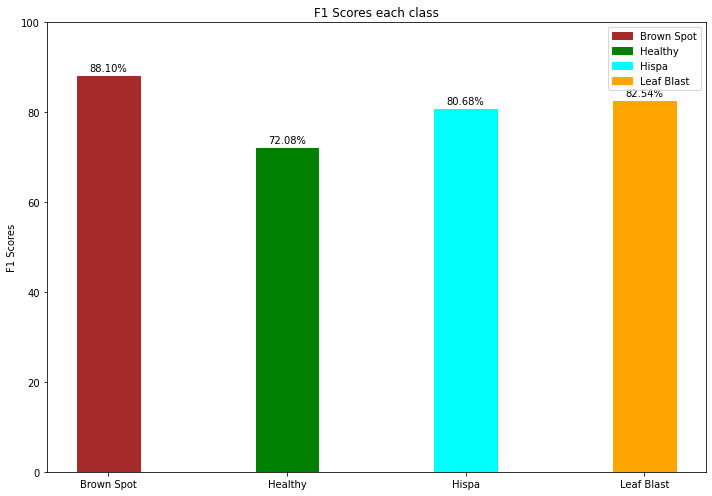 F1 Scores each class
100
80
60
40
20
0
F1 Scores
88.10%
72.08%
80.68%
82.54%
Brown Spot
Healthy
Hispa
Leaf Blast
Brown Spot
Healthy
Hispa
Leaf Blast